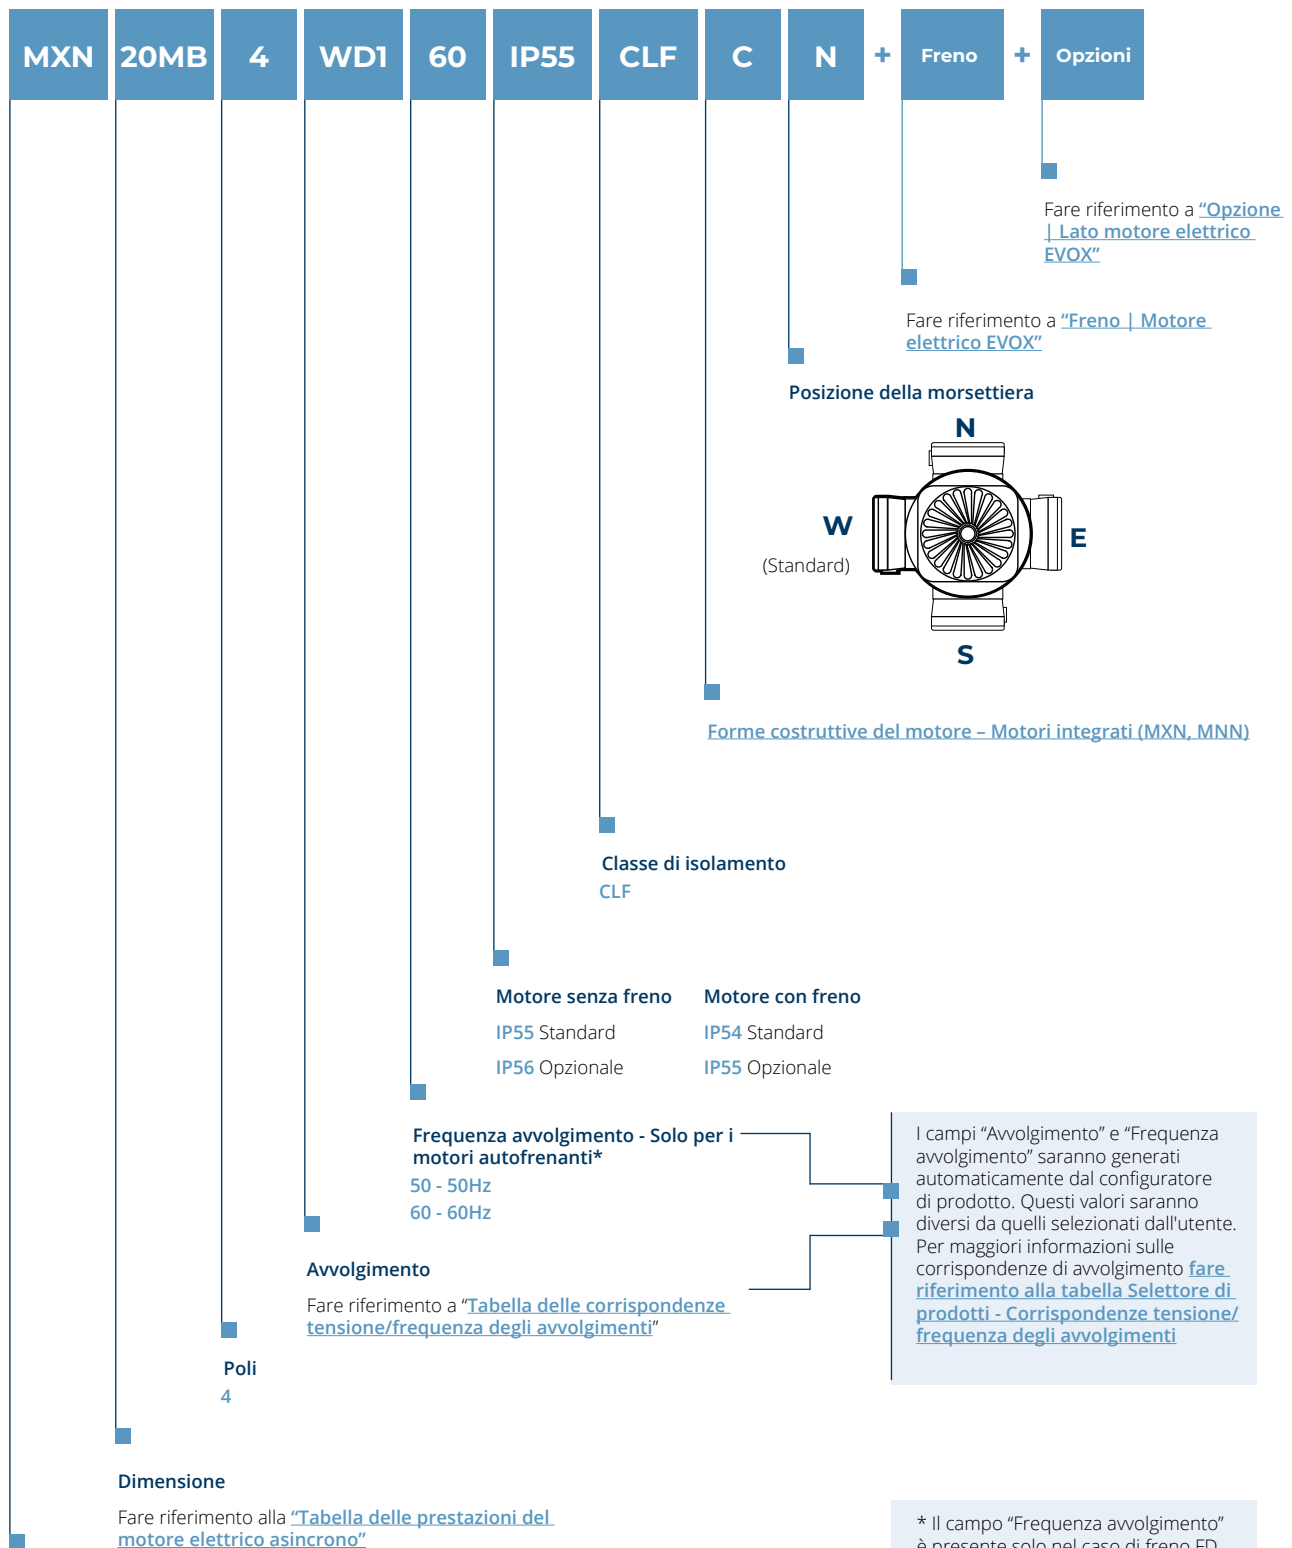 MXN 20MB 4 WD1 60 IP55 CLF C N + Freno + Opzioni
Fare riferimento a “Opzione
| Lato motore elettrico
EVOX”
Fare riferimento a “Freno | Motore
elettrico EVOX”
Posizione della morsettiera
N
W
E
(Standard)
S
Forme costruttive del motore – Motori integrati (MXN, MNN)
Classe di isolamento
CLF
Motore senza freno Motore con freno
IP55 Standard IP54 Standard
IP56 Opzionale IP55 Opzionale
Frequenza avvolgimento - Solo per i
motori autofrenanti*
50 - 50Hz
60 - 60Hz
I campi “Avvolgimento” e “Frequenza
avvolgimento” saranno generati
automaticamente dal configuratore
di prodotto. Questi valori saranno
diversi da quelli selezionati dall'utente.
Per maggiori informazioni sulle
corrispondenze di avvolgimento fare
riferimento alla tabella Selettore di
prodotti - Corrispondenze tensione/
frequenza degli avvolgimenti
Avvolgimento
Fare riferimento a “Tabella delle corrispondenze
tensione/frequenza degli avvolgimenti”
Poli
4
Dimensione
Fare riferimento alla “Tabella delle prestazioni del
motore elettrico asincrono”
* Il campo “Frequenza avvolgimento”
è presente solo nel caso di freno